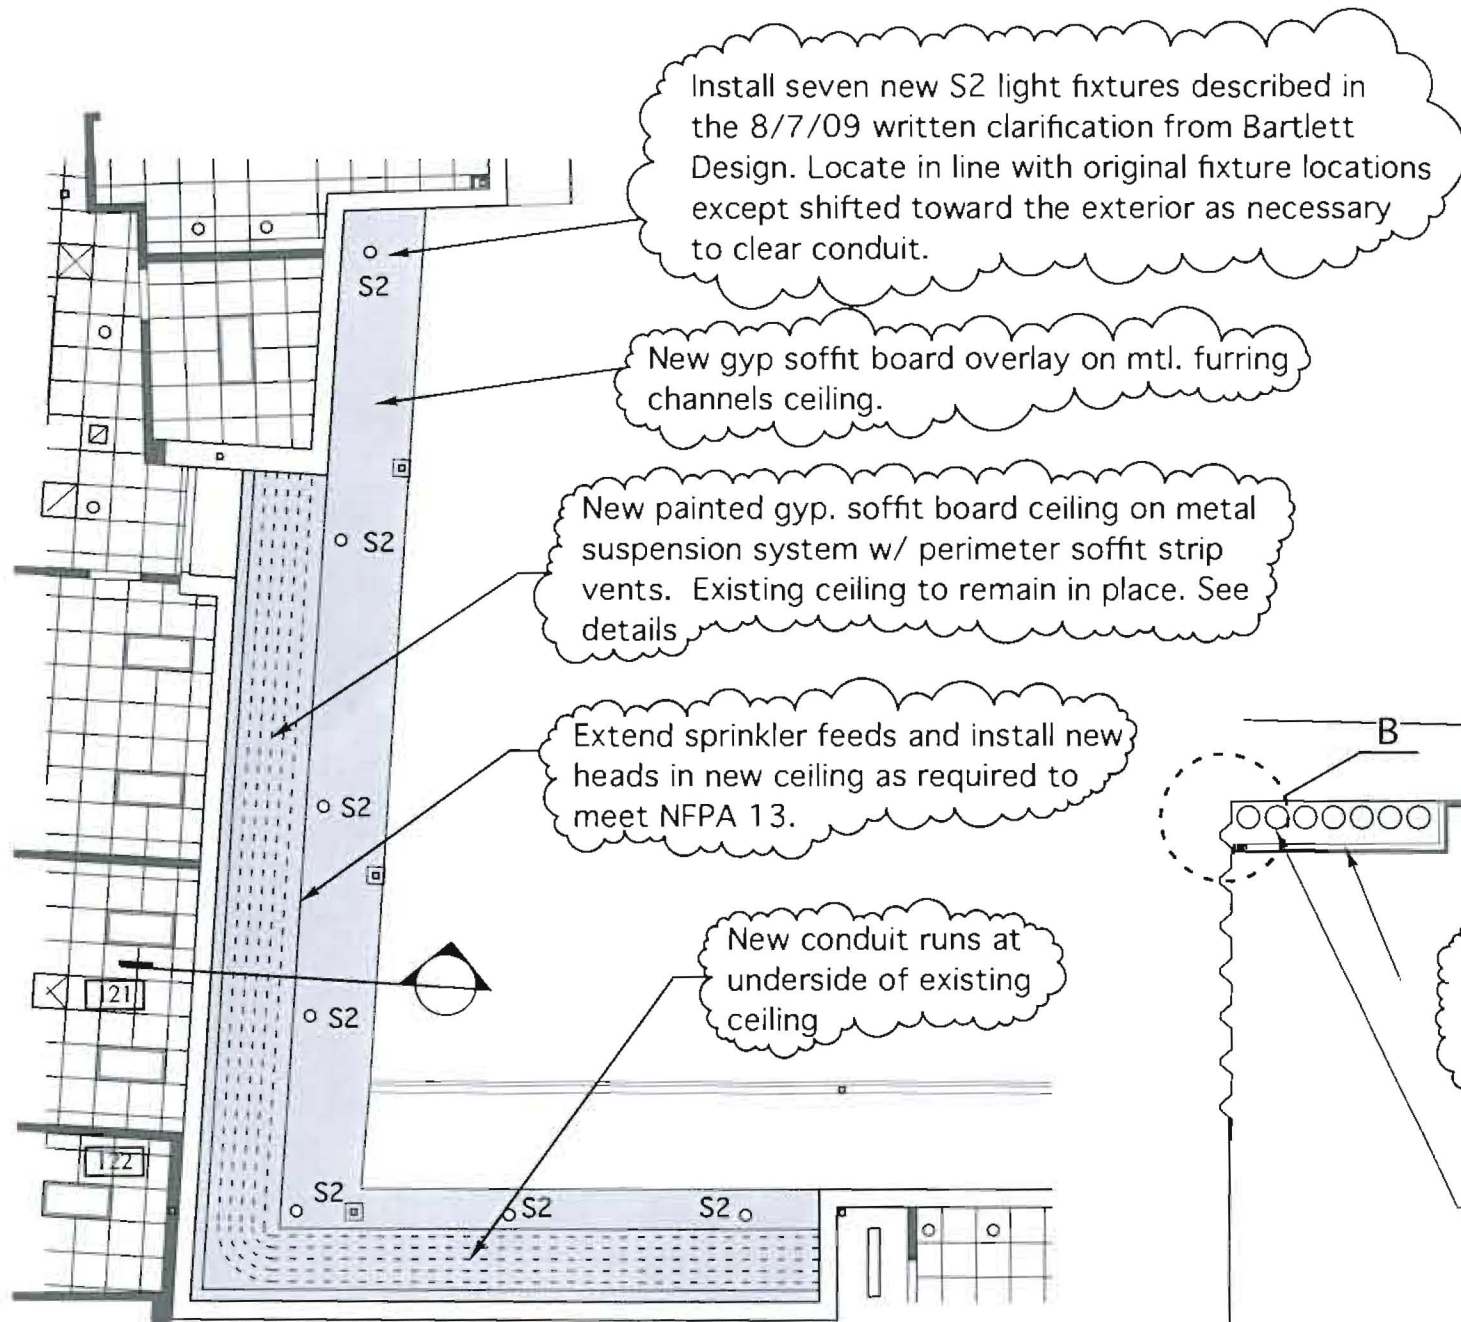 Install seven new S2 light fixtures described in
the 8/7/09 written clarification from Bartlett
Design. Locate in line with original fixture locations
except shifted toward the exterior as necessary
to clear conduit.
S2
New gyp soffit board overlay on mtl. furring
channels ceiling.
New painted gyp. soffit board ceiling on metal
suspension system w/ perimeter soffit strip
vents. Existing ceiling to remain in place. See
details
S2
Extend sprinkler feeds and install new
heads in new ceiling as required to
meet NFPA 13.
B
S2
New conduit runs at
underside of existing
ceiling
121
S2
122
S2
S2
S2